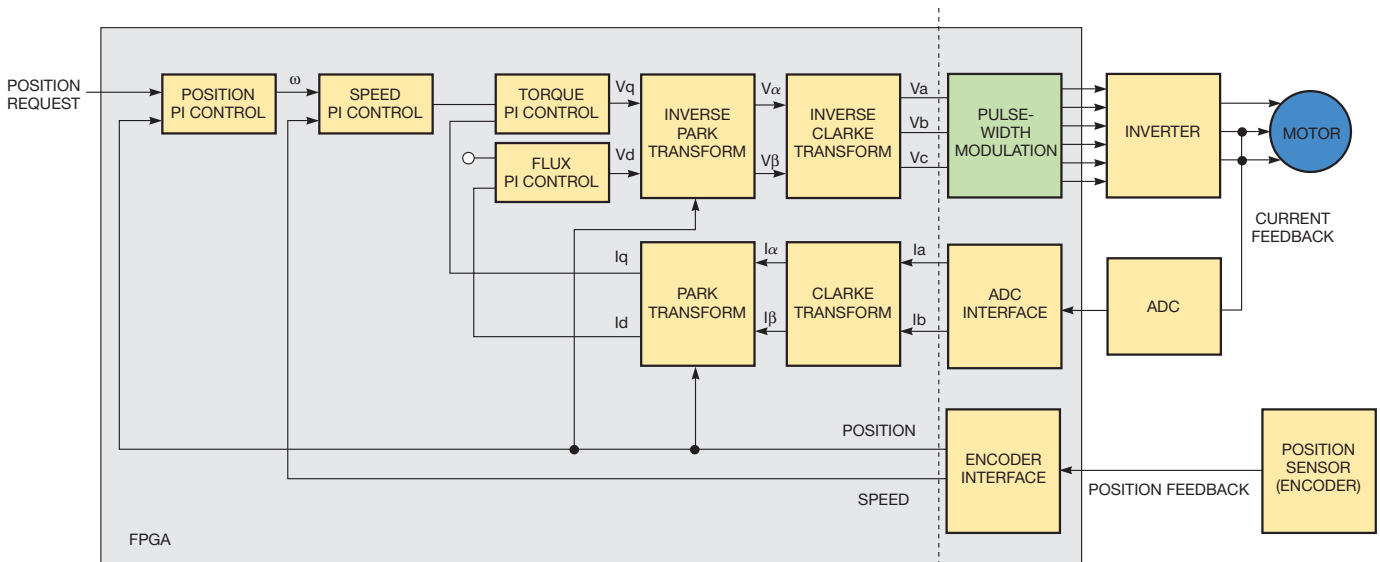 POSITION
REQUEST
POSITION
PI CONTROL
ω
SPEED
PI CONTROL
TORQUE
PI CONTROL
Vq
FLUX
PI CONTROL
Vd
INVERSE
PARK
TRANSFORM
Vα
Vβ
INVERSE
CLARKE
TRANSFORM
Va
Vb
Vc
PULSE-
WIDTH
MODULATION
INVERTER
MOTOR
CURRENT
FEEDBACK
Iq
Id
PARK
TRANSFORM
Iα
Iβ
CLARKE
TRANSFORM
Ia
Ib
ADC
INTERFACE
ADC
POSITION
SPEED
ENCODER
INTERFACE
POSITION FEEDBACK
POSITION
SENSOR
(ENCODER)
FPGA